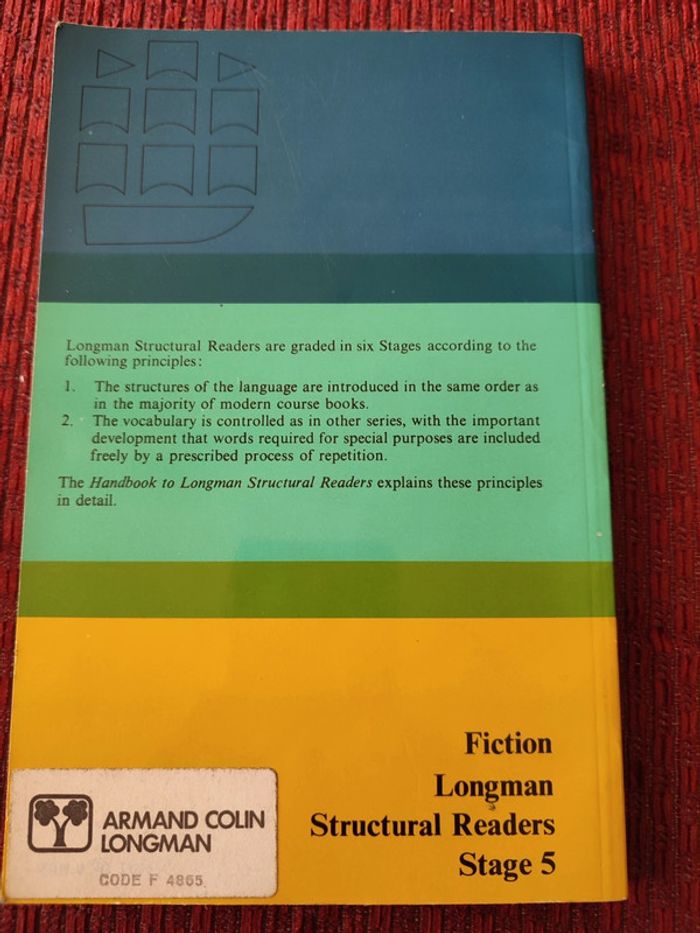 Longman Structural Readers are graded in six Stages according to the
following principles:
1. The structures of the language are introduced in the same order as
in the majority of modern course books.
2. The vocabulary is controlled as in other series, with the important
development that words required for special purposes are included
freely by a prescribed process of repetition.
The Handbook to Longman Structural Readers explains these principles
in detail.
Fiction
Longman
Structural Readers
Stage 5
ARMAND COLIN
LONGMAN
CODE F 4865